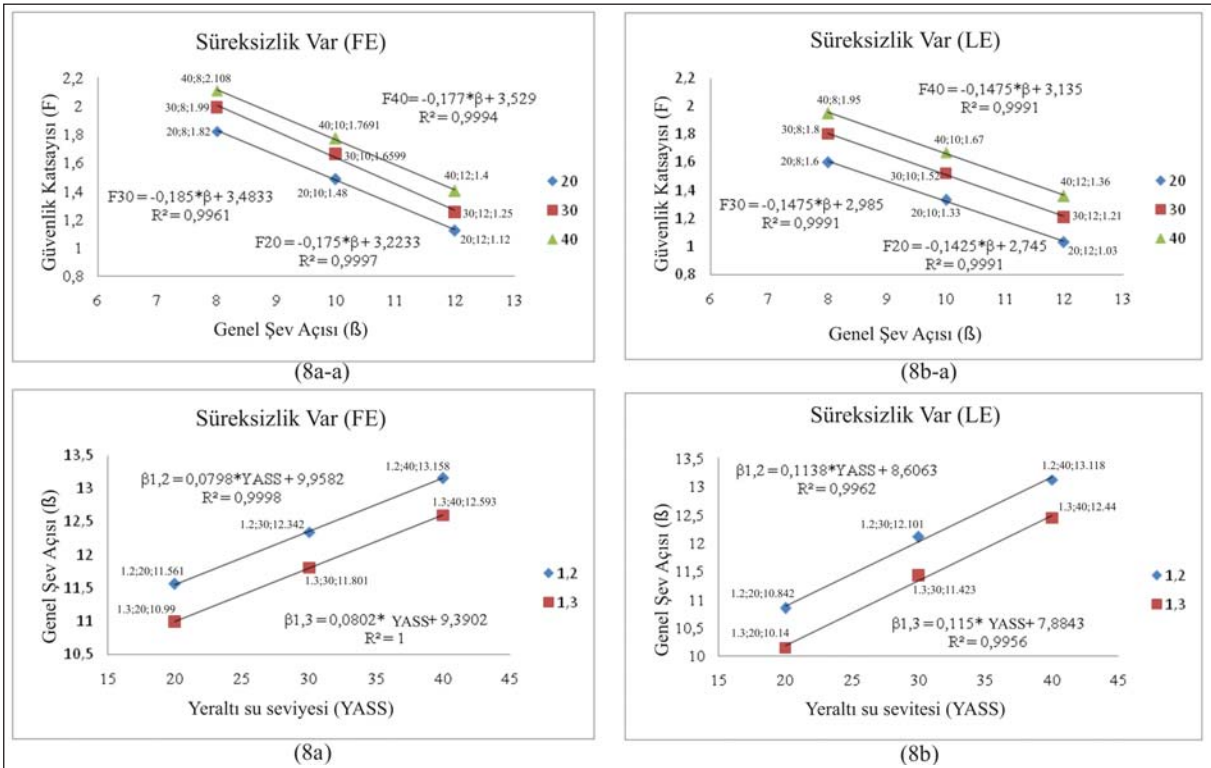 Süreksizlik Var (FE)
Güvenlik Katsayısı (F)
2,2
2
1,8
1,6
1,4
1,2
1
0,8
6 7 8 9 10 11 12 13
Genel Şev Açısı (ß)
40;8;2.108
30;8;1.99
20;8;1.82
40;10;1.7691
30;10;1.6599
20;10;1.48
40;12;1.4
30;12;1.25
20;12;1.12
F40=-0,177*β+3,529
R²=0,9994
F30=-0,185*β+3,4833
R²=0,9961
F20=-0,175*β+3,2233
R²=0,9997
20
30
40
(8a-a)
Süreksizlik Var (LE)
Güvenlik Katsayısı (F)
2,2
2
1,8
1,6
1,4
1,2
1
0,8
6 7 8 9 10 11 12 13
Genel Şev Açısı (ß)
40;8;1.95
30;8;1.8
20;8;1.6
40;10;1.67
30;10;1.52
20;10;1.33
40;12;1.36
30;12;1.21
20;12;1.03
F40=-0,1475*β+3,135
R²=0,9991
F30=-0,1475*β+2,985
R²=0,9991
F20=-0,1425*β+2,745
R²=0,9991
20
30
40
(8b-a)
Süreksizlik Var (FE)
Genel Şev Açısı (ß)
13,5
13
12,5
12
11,5
11
10,5
15 20 25 30 35 40 45
Yeraltı su seviyesi (YASS)
β1,2=0,0798*YASS+9,9582
R²=0,9998
1.2;40;13.158
1.3;40;12.593
1.2;30;12.342
1.2;20;11.561
1.3;30;11.801
1.3;20;10.99
β1,3=0,0802* YASS+9,3902
R²=1
1,2
1,3
(8a)
Süreksizlik Var (LE)
Genel Şev Açısı (ß)
13,5
13
12,5
12
11,5
11
10,5
10
15 20 25 30 35 40 45
Yeraltı su sevitesi (YASS)
β1,2=0,1138*YASS+8,6063
R²=0,9962
1.2;40;13.118
1.3;40;12.44
1.2;30;12.101
1.2;20;10.842
1.3;30;11.423
1.3;20;10.14
β1,3=0,115* YASS+7,8843
R²=0,9956
1,2
1,3
(8b)